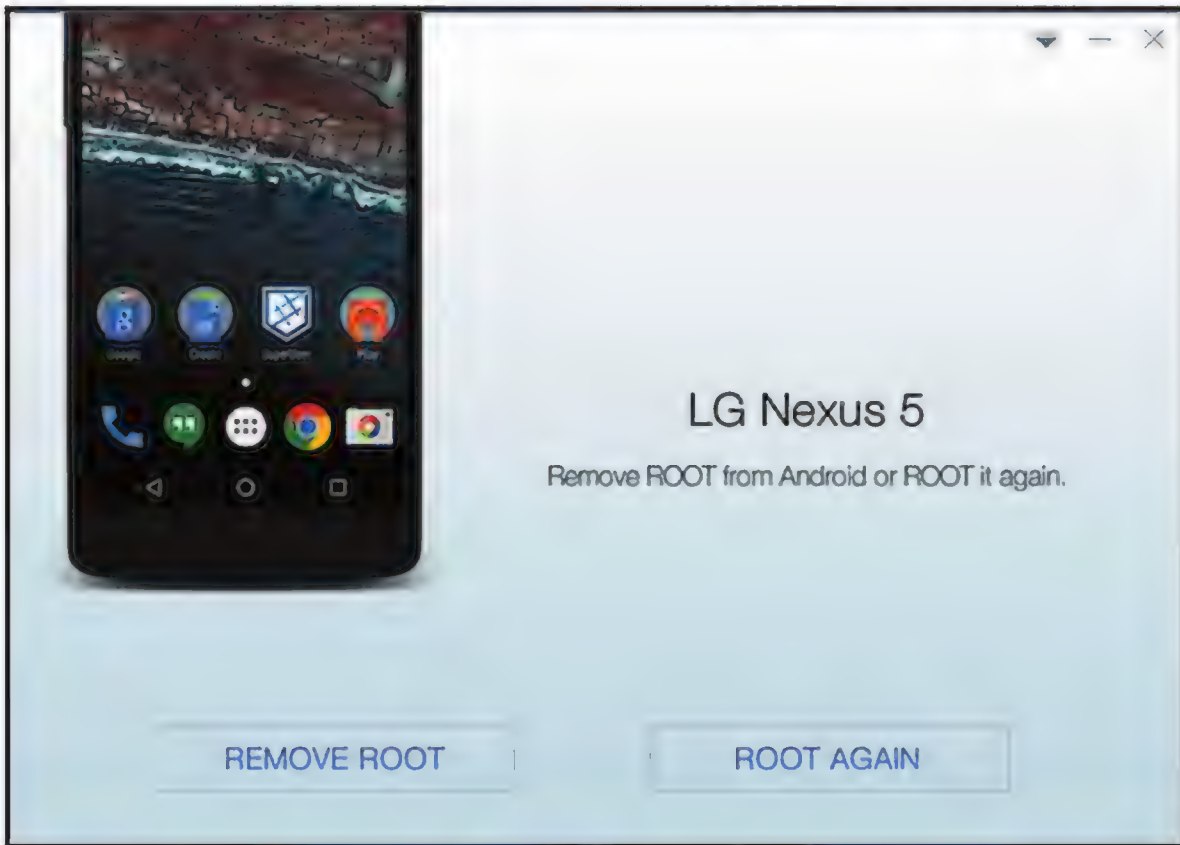 LG Nexus 5
Remove ROOT from Android or ROOT it again.
REMOVE ROOT
ROOT AGAIN